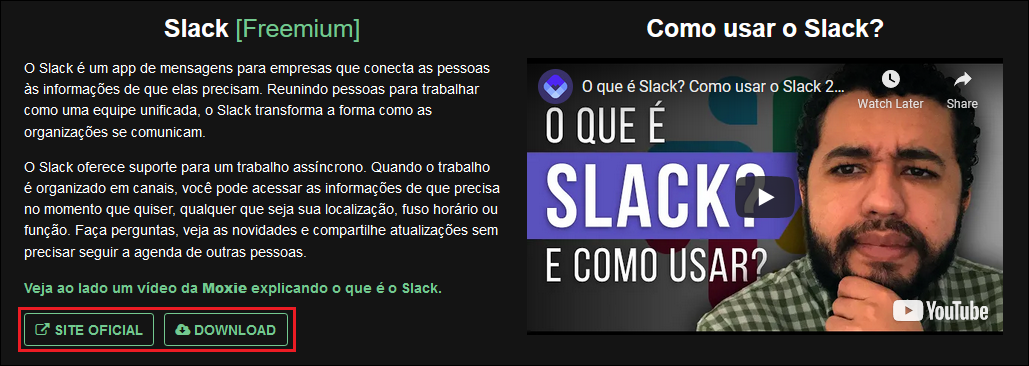 Slack [Freemium]
O Slack é um app de mensagens para empresas que conecta as pessoas
às informações de que elas precisam. Reunindo pessoas para trabalhar
como uma equipe unificada, o Slack transforma a forma como as
organizações se comunicam.
O Slack oferece suporte para um trabalho assíncrono. Quando o trabalho
é organizado em canais, você pode acessar as informações de que precisa
no momento que quiser, qualquer que seja sua localização, fuso horário ou
função. Faça perguntas, veja as novidades e compartilhe atualizações sem
precisar seguir a agenda de outras pessoas.
Veja ao lado um vídeo da Moxie explicando o que é o Slack.
SITE OFICIAL
DOWNLOAD
Como usar o Slack?
O que é Slack? Como usar o Slack 2...
Watch Later
Share
O QUE É
SLACK?
E COMO USAR?
YouTube